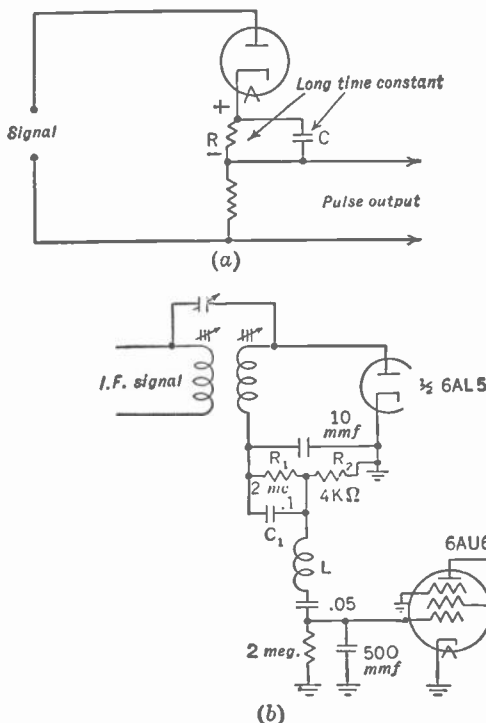 Long time constant
+
Signal
R
C
–
Pulse output
(a)
I.F. signal
½ 6AL5
10
mmf
R₁
R₂
2 mc
.1
4KΩ
C₁
L
6AU6
.05
2 meg.
500
mmf
(b)